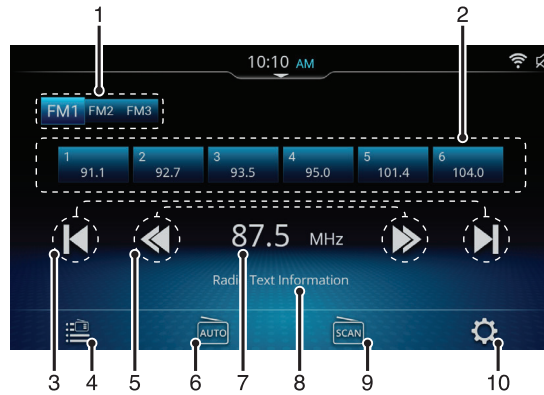 1 2
10:10 AM
FM1 FM2 FM3
1 2 3 4 5 6
91.1 92.7 93.5 95.0 101.4 104.0
87.5 MHz
Radio Text Information
AUTO SCAN
3 4 5 6 7 8 9 10